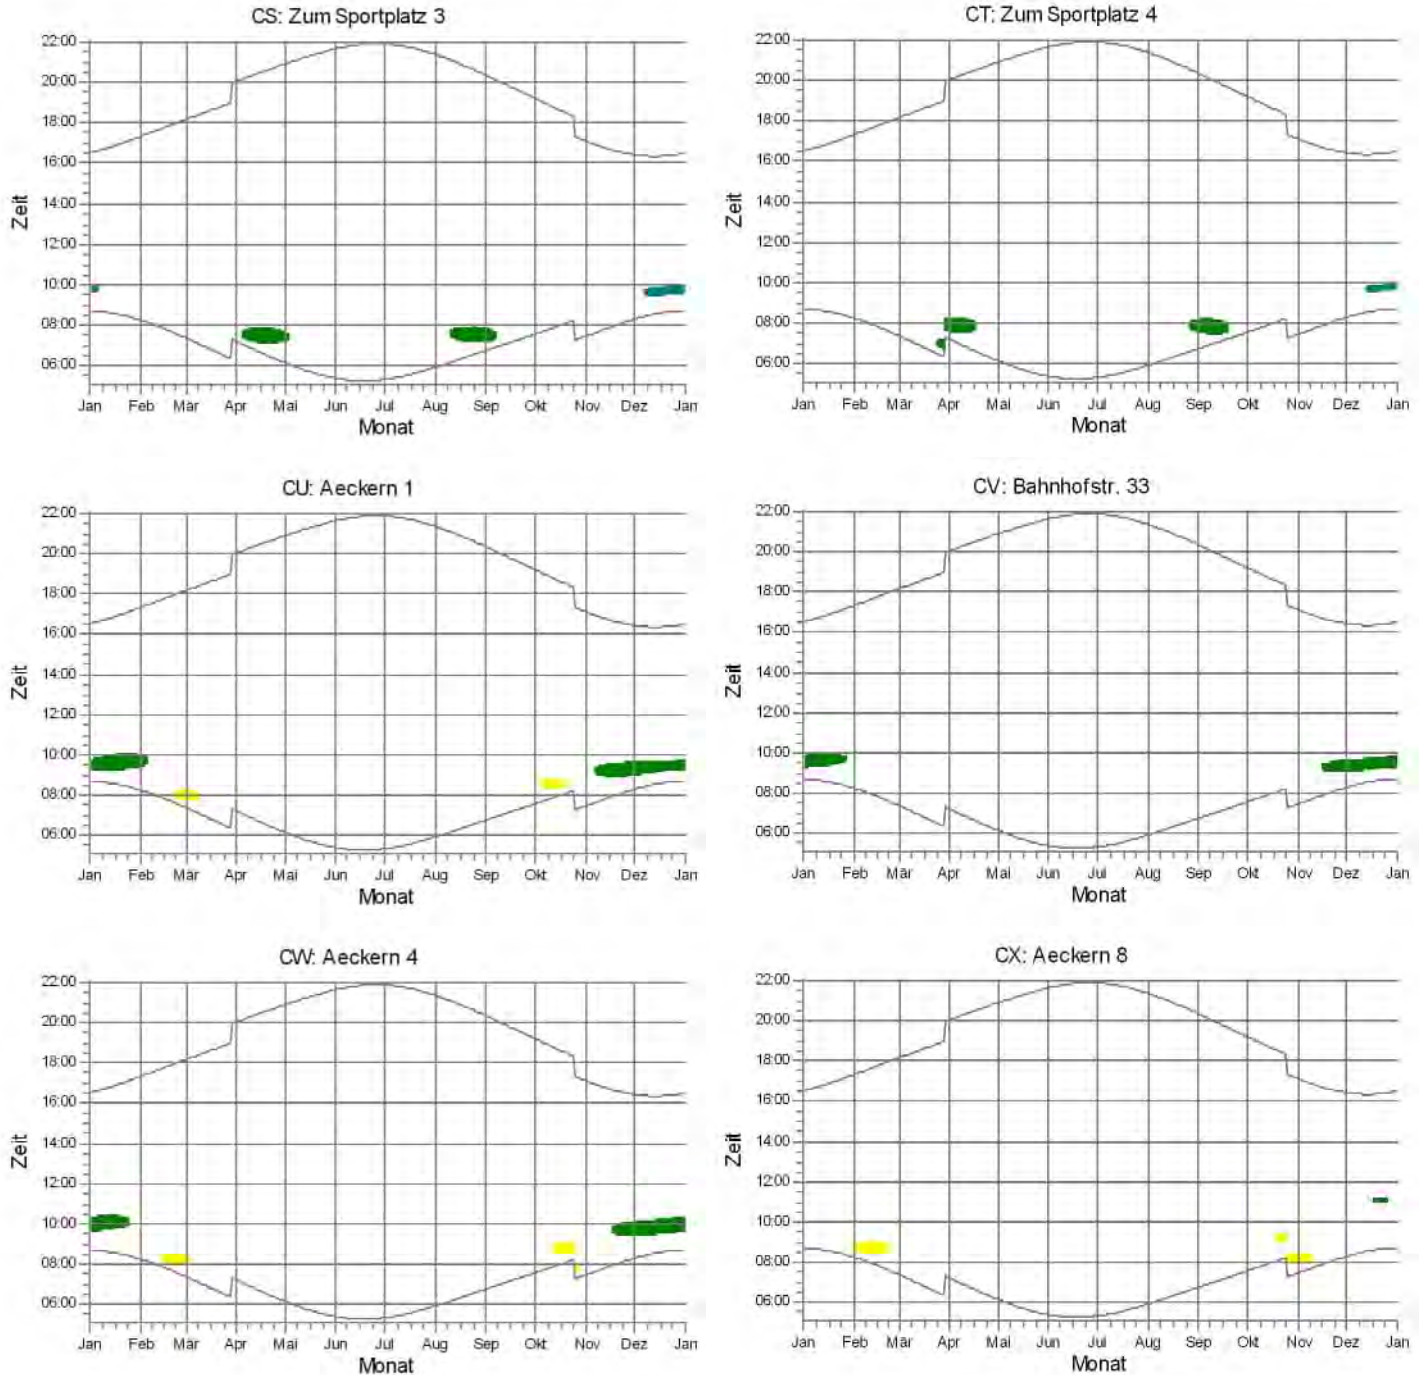 CS: Zum Sportplatz 3
22:00
20:00
18:00
16:00
14:00
12:00
10:00
08:00
06:00
Zeit
Jan Feb Mär Apr Mai Jun Jul Aug Sep Okt Nov Dez Jan
Monat
CT: Zum Sportplatz 4
22:00
20:00
18:00
16:00
14:00
12:00
10:00
08:00
06:00
Zeit
Jan Feb Mär Apr Mai Jun Jul Aug Sep Okt Nov Dez Jan
Monat
CU: Aeckern 1
22:00
20:00
18:00
16:00
14:00
12:00
10:00
08:00
06:00
Zeit
Jan Feb Mär Apr Mai Jun Jul Aug Sep Okt Nov Dez Jan
Monat
CV: Bahnhofstr. 33
22:00
20:00
18:00
16:00
14:00
12:00
10:00
08:00
06:00
Zeit
Jan Feb Mär Apr Mai Jun Jul Aug Sep Okt Nov Dez Jan
Monat
CW: Aeckern 4
22:00
20:00
18:00
16:00
14:00
12:00
10:00
08:00
06:00
Zeit
Jan Feb Mär Apr Mai Jun Jul Aug Sep Okt Nov Dez Jan
Monat
CX: Aeckern 8
22:00
20:00
18:00
16:00
14:00
12:00
10:00
08:00
06:00
Zeit
Jan Feb Mär Apr Mai Jun Jul Aug Sep Okt Nov Dez Jan
Monat